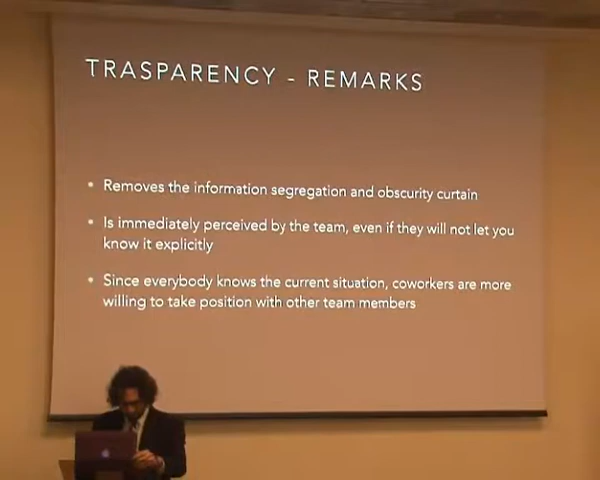 TRASPARENCY - REMARKS
• Removes the information segregation and obscurity curtain
• Is immediately perceived by the team, even if they will not let you
know it explicitly
• Since everybody knows the current situation, coworkers are more
willing to take position with other team members